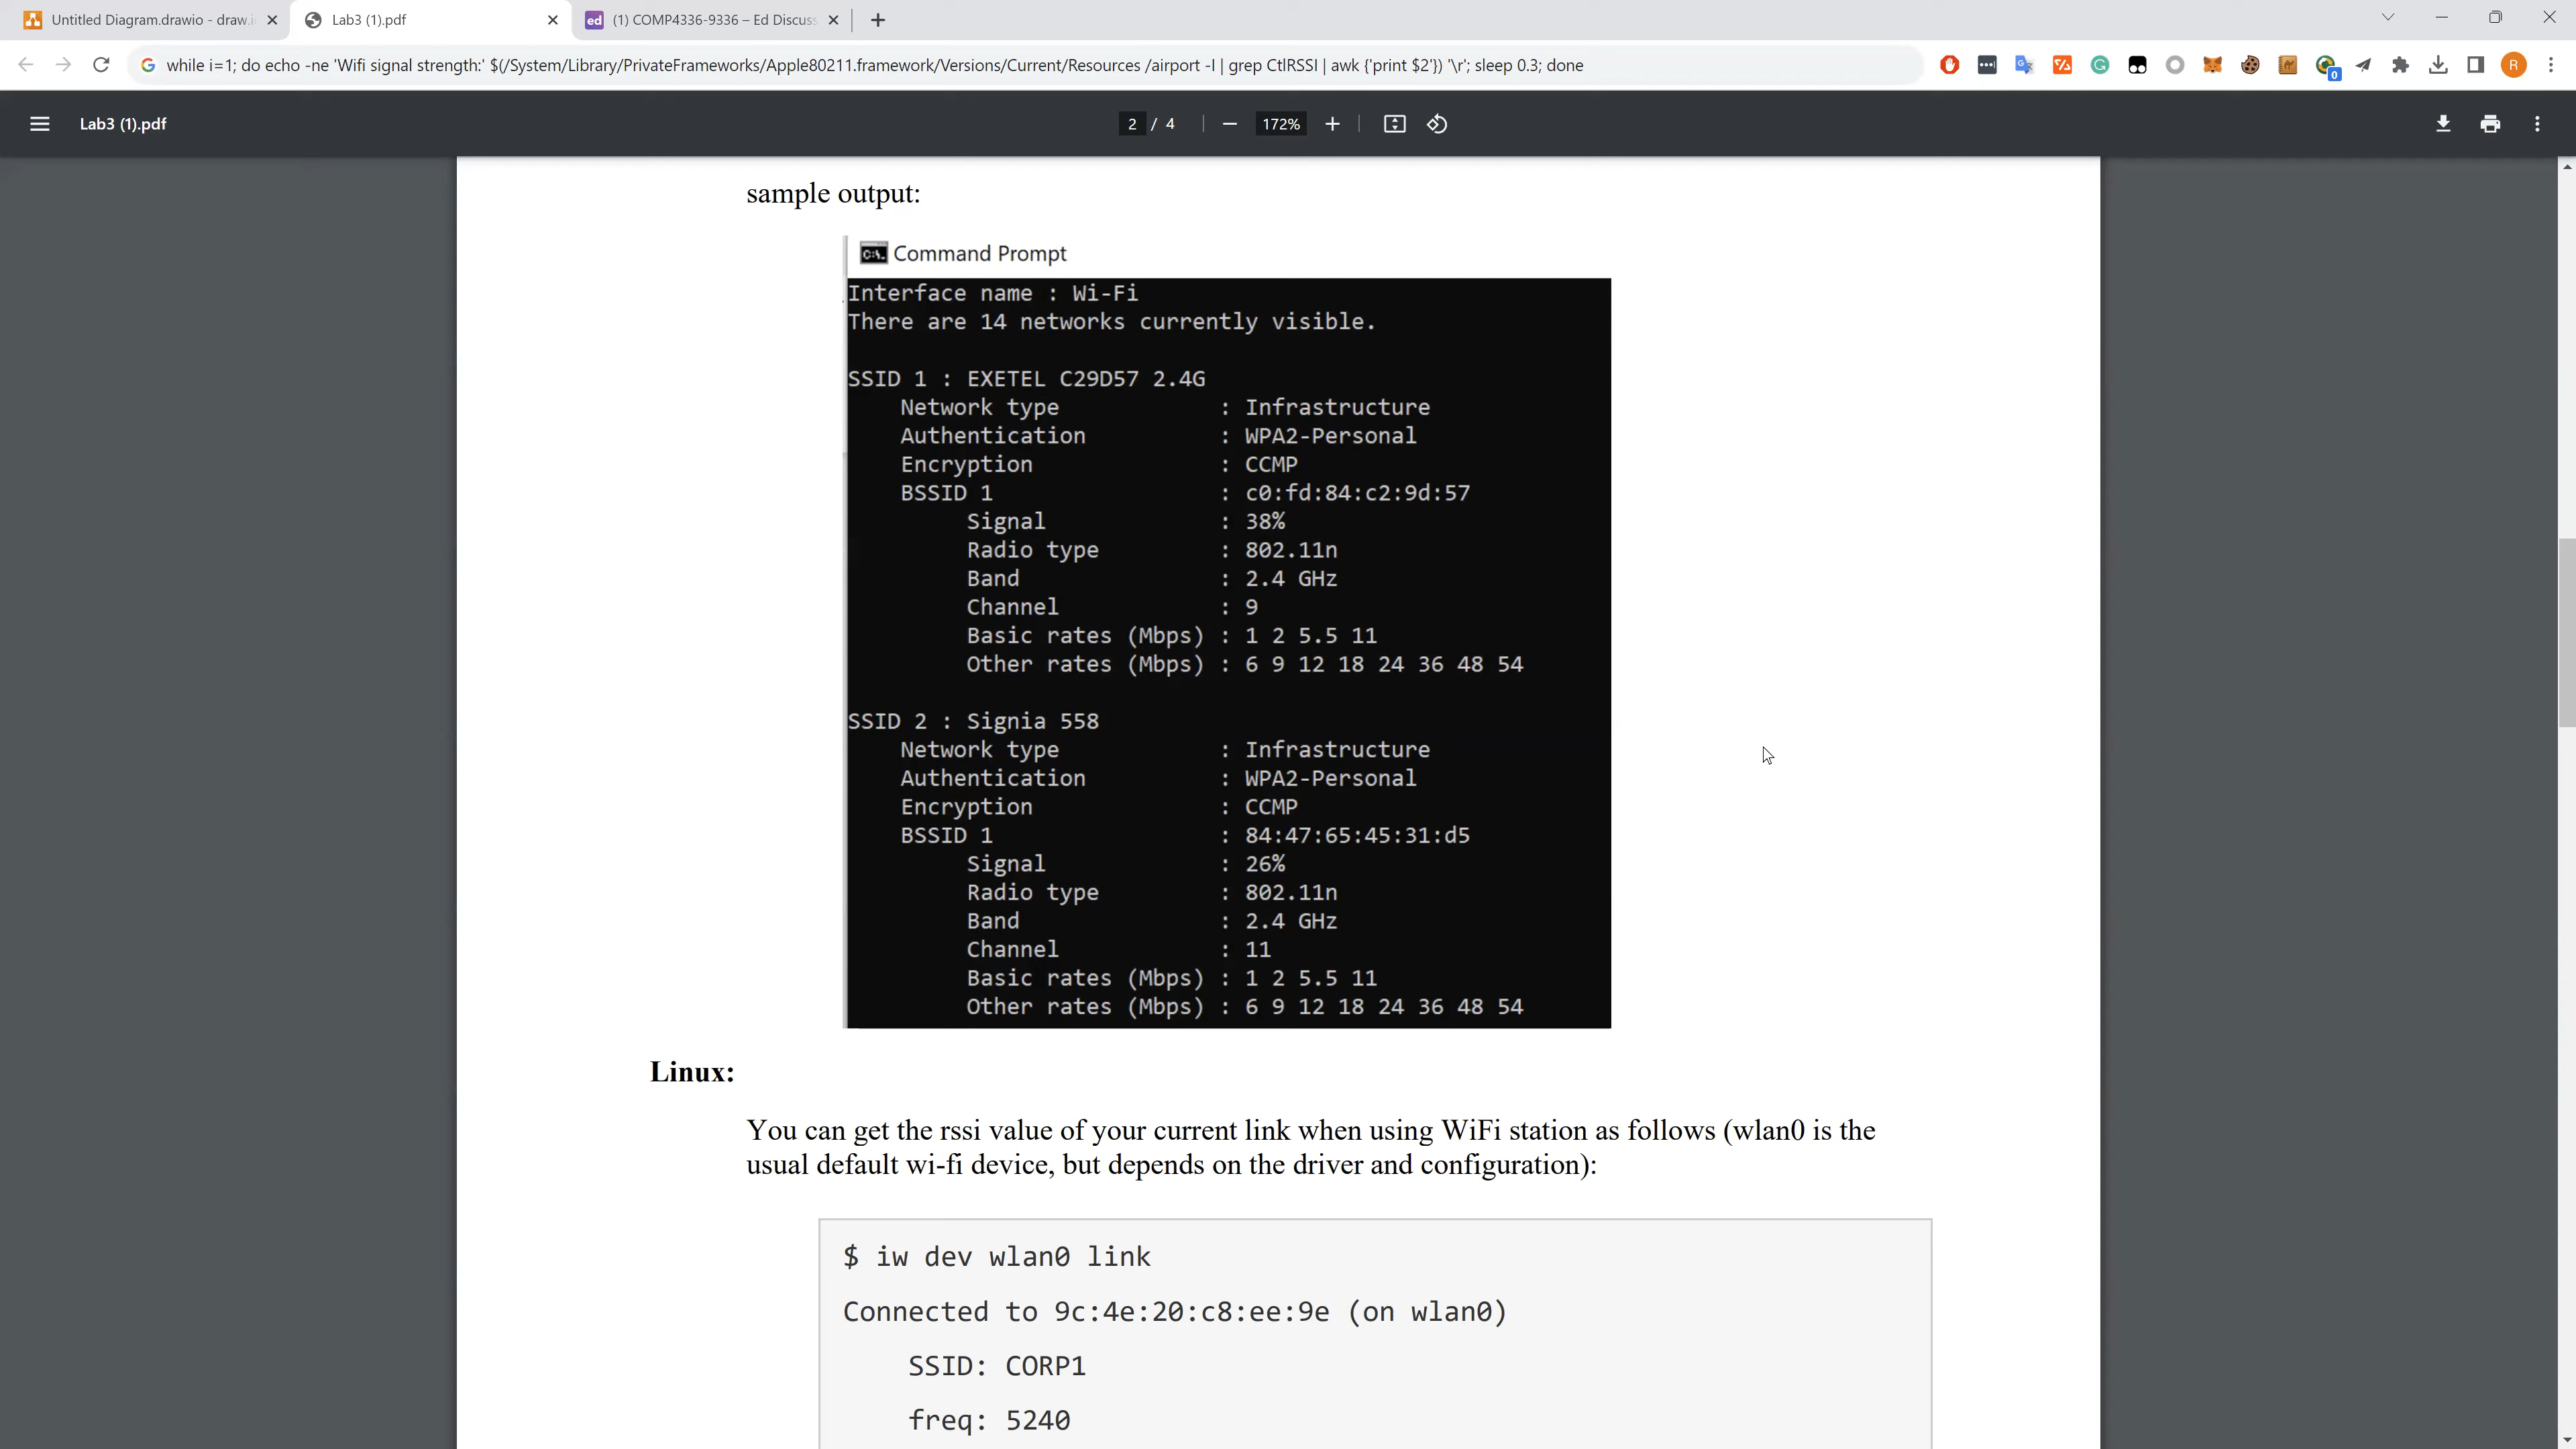 Untitled Diagram.drawio - draw.i
Lab3 (1).pdf
ed (1) COMP4336-9336 – Ed Discuss
while i=1; do echo -ne 'Wifi signal strength:' $(/System/Library/PrivateFrameworks/Apple80211.framework/Versions/Current/Resources /airport -I | grep CtlRSSI | awk {'print $2'}) '\r'; sleep 0.3; done
0
R
Lab3 (1).pdf
2 / 4
172%
sample output:
C:\. Command Prompt
Interface name : Wi-Fi
There are 14 networks currently visible.
SSID 1 : EXETEL C29D57 2.4G
Network type : Infrastructure
Authentication : WPA2-Personal
Encryption : CCMP
BSSID 1 : c0:fd:84:c2:9d:57
Signal : 38%
Radio type : 802.11n
Band : 2.4 GHz
Channel : 9
Basic rates (Mbps) : 1 2 5.5 11
Other rates (Mbps) : 6 9 12 18 24 36 48 54
SSID 2 : Signia 558
Network type : Infrastructure
Authentication : WPA2-Personal
Encryption : CCMP
BSSID 1 : 84:47:65:45:31:d5
Signal : 26%
Radio type : 802.11n
Band : 2.4 GHz
Channel : 11
Basic rates (Mbps) : 1 2 5.5 11
Other rates (Mbps) : 6 9 12 18 24 36 48 54
Linux:
You can get the rssi value of your current link when using WiFi station as follows (wlan0 is the
usual default wi-fi device, but depends on the driver and configuration):
$ iw dev wlan0 link
Connected to 9c:4e:20:c8:ee:9e (on wlan0)
SSID: CORP1
freq: 5240